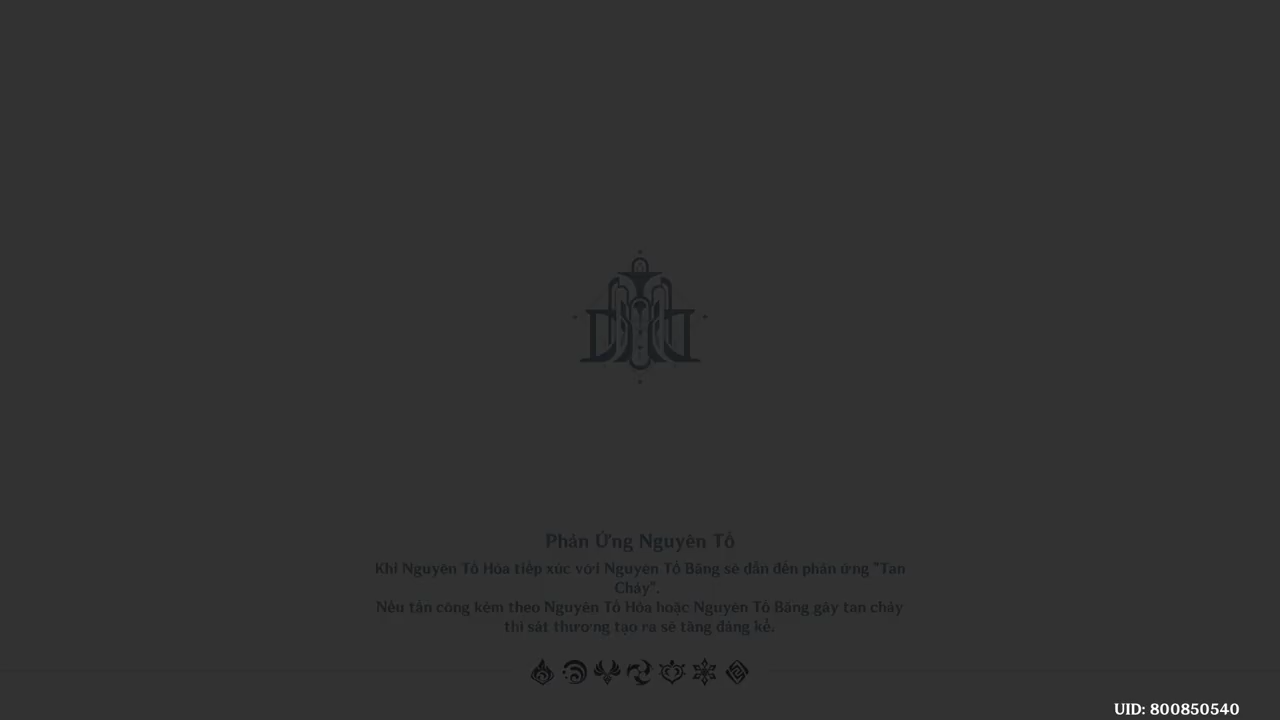 Phản Ứng Nguyên Tố
Khi Nguyên Tố Hỏa tiếp xúc với Nguyên Tố Băng sẽ dẫn đến phản ứng "Tan
Chảy".
Nếu tấn công kèm theo Nguyên Tố Hỏa hoặc Nguyên Tố Băng gây tan chảy
thì sát thương tạo ra sẽ tăng đáng kể.
UID: 800850540